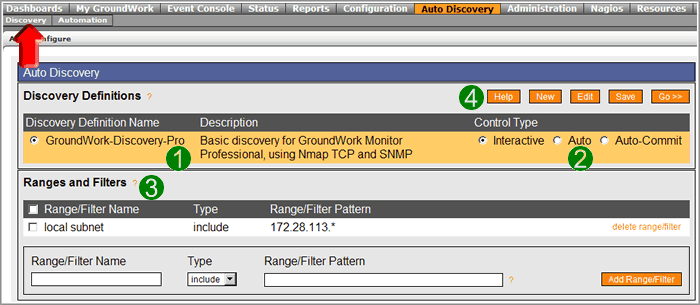 Dashboards My GroundWork Event Console Status Reports Configuration Auto Discovery Administration Nagios Resources
Discovery Automation
Auto Discovery
Discovery Definitions ? 4 Help New Edit Save Go >>
Discovery Definition Name Description Control Type
GroundWork-Discovery-Pro Basic discovery for GroundWork Monitor Interactive Auto Auto-Commit
Professional, using Nmap TCP and SNMP
1 2
Ranges and Filters ? 3
Range/Filter Name Type Range/Filter Pattern
local subnet include 172.28.113.* delete range/filter
Range/Filter Name Type Range/Filter Pattern
include ? Add Range/Filter